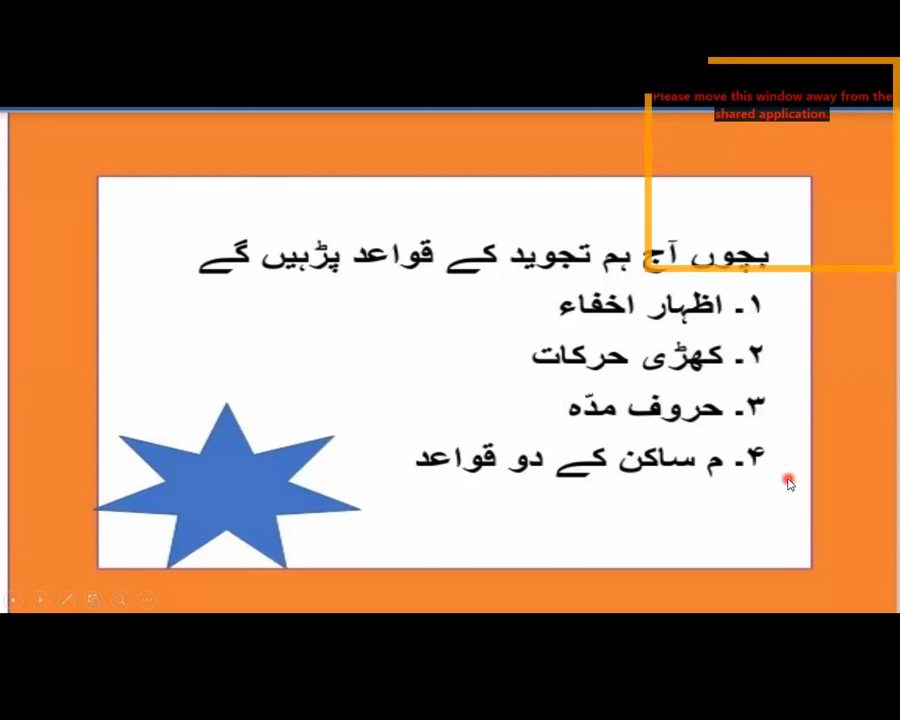 Please move this window away from the
shared application.
بچوں آج ہم تجوید کے قواعد پڑہیں گے
۱۔ اظہار اخفاء
۲۔ کھڑی حرکات
۳۔ حروف مدّہ
۴۔ م ساکن کے دو قواعد